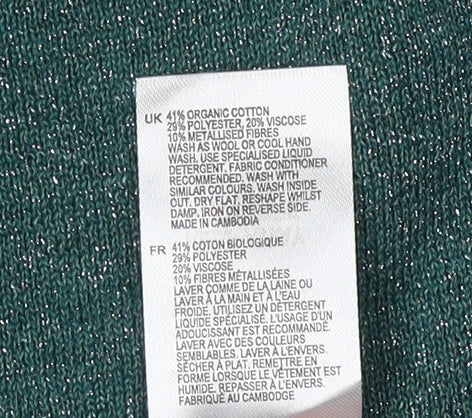 UK 41% ORGANIC COTTON
29% POLYESTER, 20% VISCOSE
10% METALLISED FIBRES
WASH AS WOOL OR COOL HAND
WASH. USE SPECIALISED LIQUID
DETERGENT. FABRIC CONDITIONER
RECOMMENDED. WASH WITH
SIMILAR COLOURS. WASH INSIDE
OUT. DRY FLAT, RESHAPE WHILST
DAMP. IRON ON REVERSE SIDE.
MADE IN CAMBODIA
FR 41% COTON BIOLOGIQUE
29% POLYESTER
20% VISCOSE
10% FIBRES MÉTALLISÉES
LAVER COMME DE LA LAINE OU
LAVER À LA MAIN ET À L'EAU
FROIDE. UTILISEZ UN DÉTERGENT
LIQUIDE SPÉCIALISÉ. L'USAGE D'UN
ADOUCISSANT EST RECOMMANDÉ.
LAVER AVEC DES COULEURS
SEMBLABLES. LAVER À L'ENVERS.
SÉCHER À PLAT. REMETTRE EN
FORME LORSQUE LE VÊTEMENT EST
HUMIDE. REPASSER À L'ENVERS.
FABRIQUÉ AU CAMBODGE